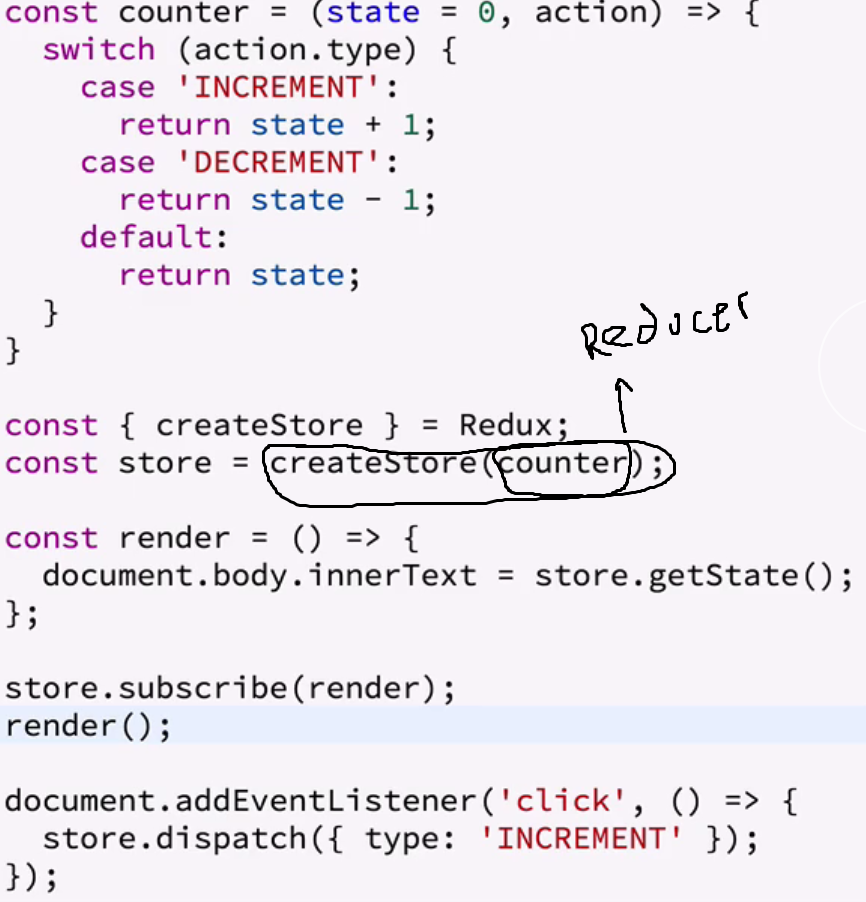 const counter = (state = 0, action) => {
  switch (action.type) {
    case 'INCREMENT':
      return state + 1;
    case 'DECREMENT':
      return state - 1;
    default:
      return state;
  }
}
Reducer
const { createStore } = Redux;
const store = createStore(counter);
const render = () => {
  document.body.innerText = store.getState();
};
store.subscribe(render);
render();
document.addEventListener('click', () => {
  store.dispatch({ type: 'INCREMENT' });
});